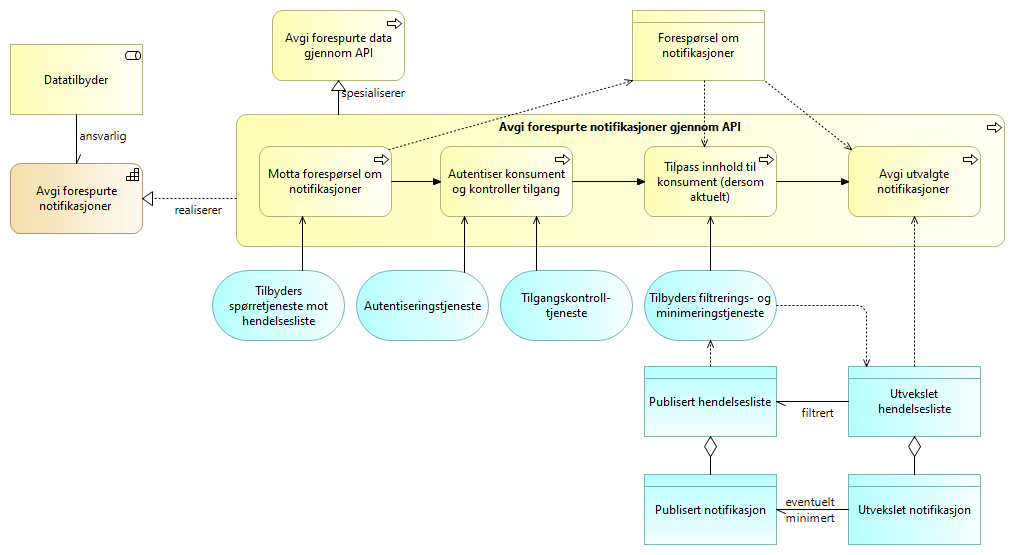 Avgi forespurte data
gjennom API
Forespørsel om
notifikasjoner
Datatilbyder
spesialiserer
ansvarlig
Avgi forespurte notifikasjoner gjennom API
Avgi forespurte
notifikasjoner
realiserer
Motta forespørsel om
notifikasjoner
Autentiser konsument
og kontroller tilgang
Tilpass innhold til
konsument (dersom
aktuelt)
Avgi utvalgte
notifikasjoner
Tilbyders
spørretjeneste mot
hendelsesliste
Autentiseringstjeneste
Tilgangskontroll-
tjeneste
Tilbyders filtrerings- og
minimeringstjeneste
Publisert hendelsesliste
filtrert
Utvekslet
hendelsesliste
Publisert notifikasjon
eventuelt
minimert
Utvekslet notifikasjon